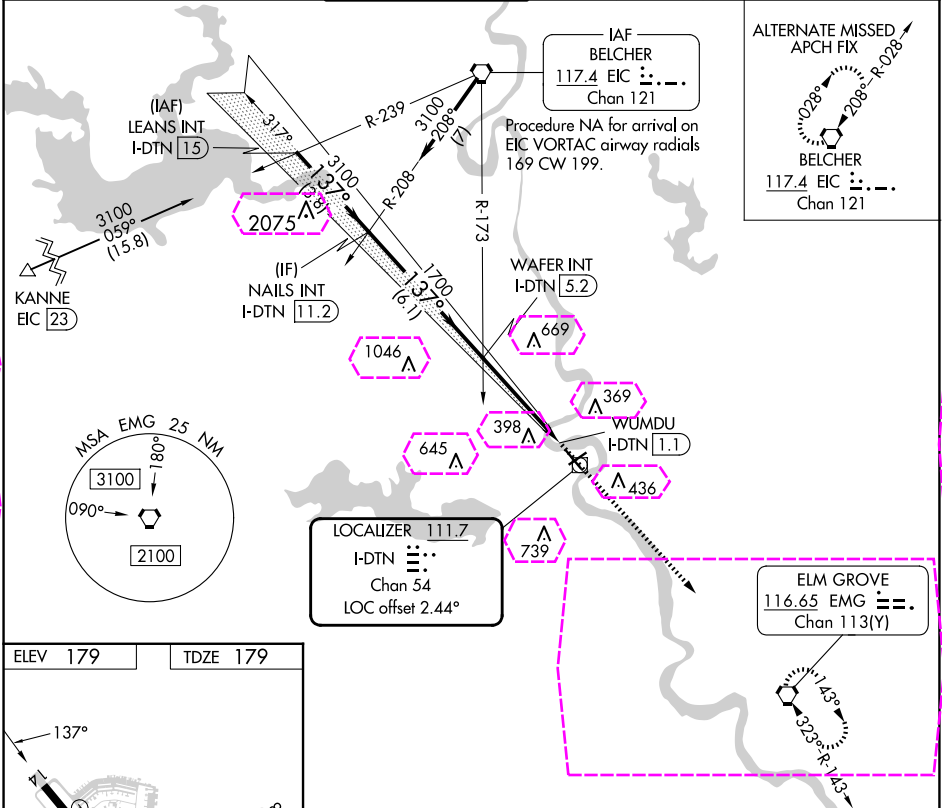 IAF
BELCHER
117.4 EIC
Chan 121
Procedure NA for arrival on
EIC VORTAC airway radials
169 CW 199.
ALTERNATE MISSED
APCH FIX
R-028
028°
208°
BELCHER
117.4 EIC
Chan 121
(IAF)
LEANS INT
I-DTN 15
317°
R-239
3100
208°
(7)
R-208
R-173
3100
137°
(3.8)
2075
3100
059°
(15.8)
KANNE
EIC 23
(IF)
NAILS INT
I-DTN 11.2
1700
137°
(6.1)
WAFER INT
I-DTN 5.2
669
1046
369
398
WUMDU
I-DTN 1.1
645
436
739
MSA EMG 25 NM
3100
180°
090°
2100
LOCALIZER 111.7
I-DTN
Chan 54
LOC offset 2.44°
ELM GROVE
116.65 EMG
Chan 113(Y)
143°
323°
R-143
ELEV 179
TDZE 179
137°
14